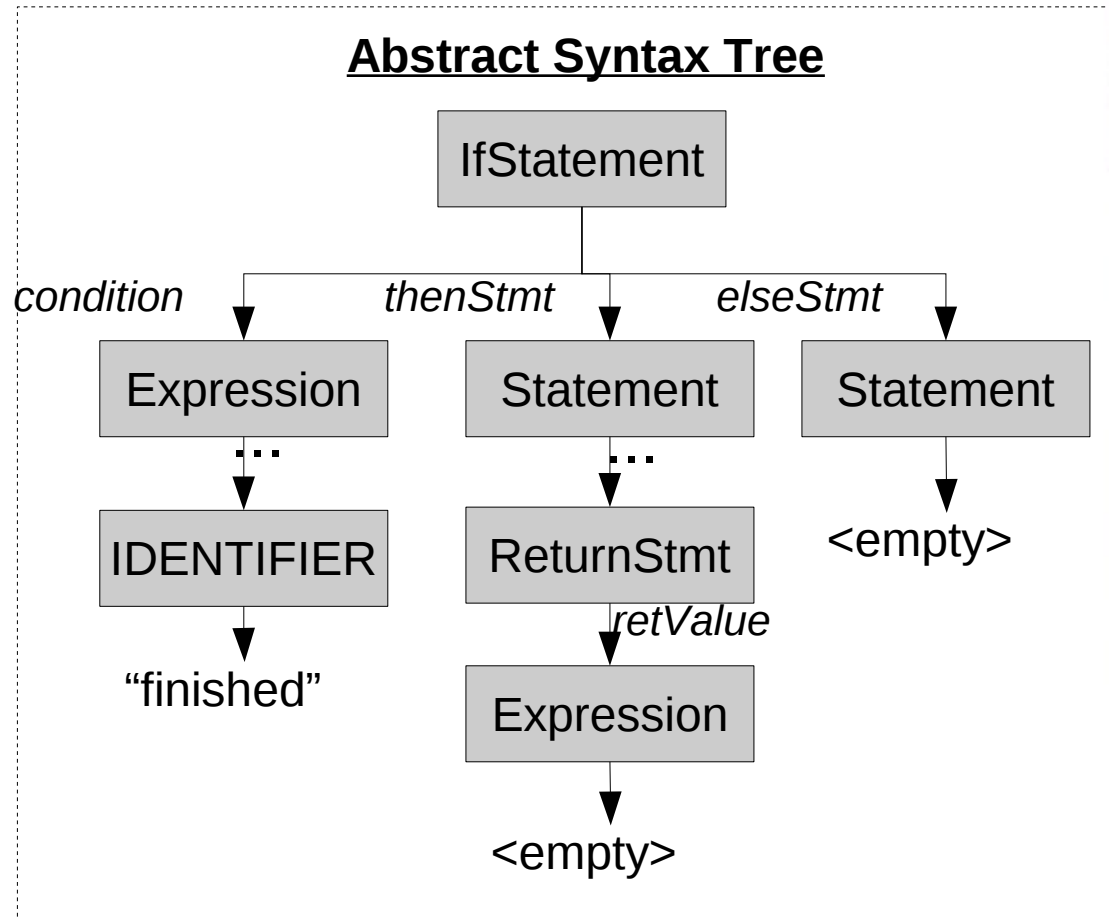 Abstract Syntax Tree
IfStatement
condition
thenStmt
elseStmt
Expression
Statement
Statement
...
...
IDENTIFIER
ReturnStmt
<empty>
retValue
“finished”
Expression
<empty>